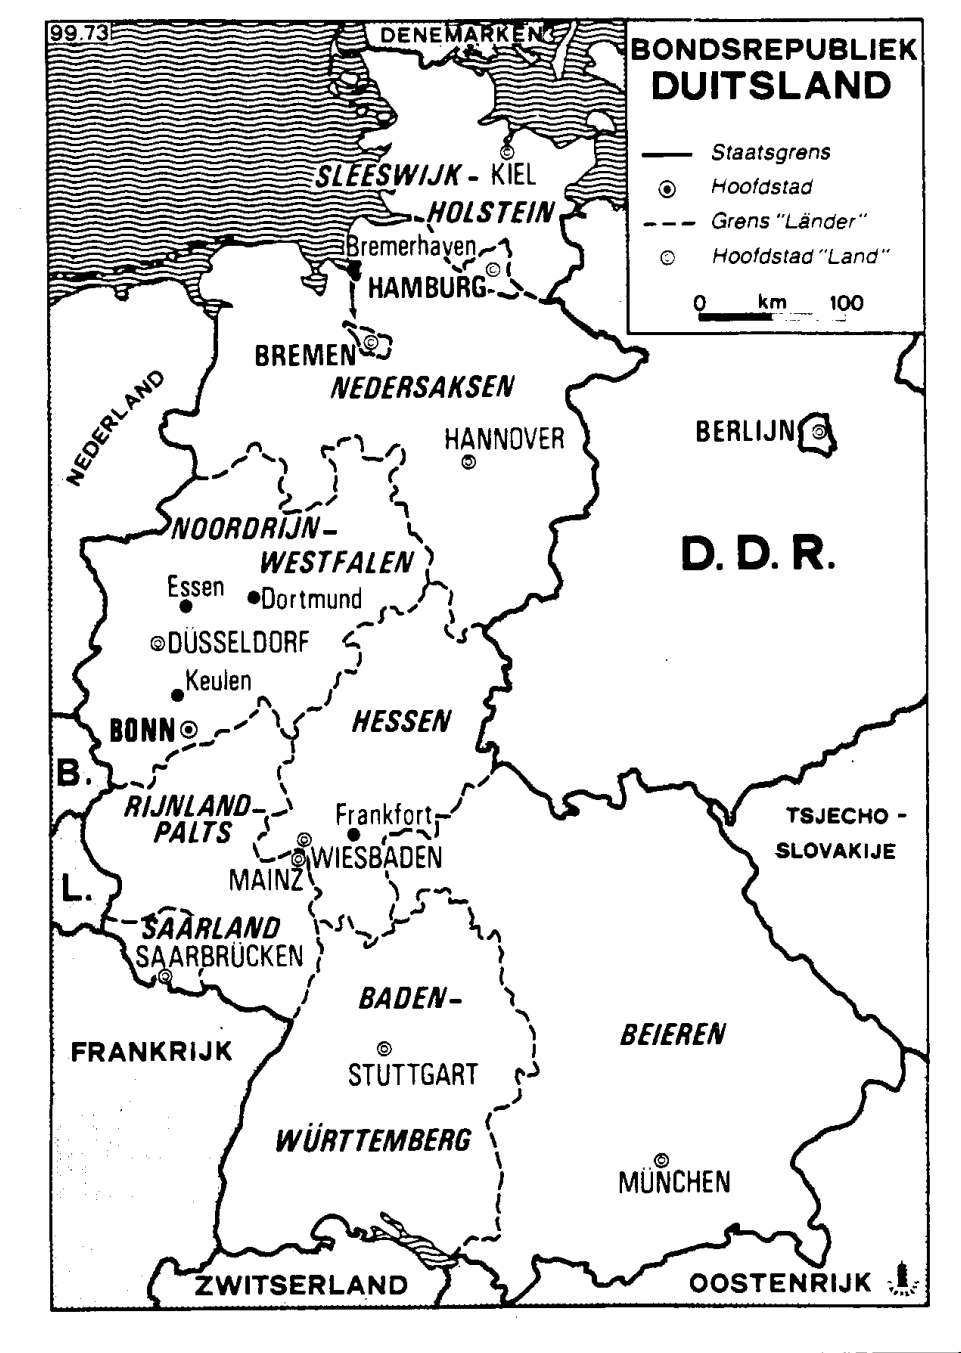 99.73
DENEMARKEN
BONDSREPUBLIEK
DUITSLAND
Staatsgrens
Hoofdstad
Grens "Länder"
Hoofdstad "Land"
0 km 100
SLEESWIJK - KIEL
HOLSTEIN
Bremerhaven
HAMBURG
BREMEN
NEDERSAKSEN
NEDERLAND
HANNOVER
BERLIJN
NOORDRIJN-
WESTFALEN
D. D. R.
Essen
Dortmund
DÜSSELDORF
Keulen
BONN
HESSEN
B.
RIJNLAND-
PALTS
Frankfort
TSJECHO -
SLOVAKIJE
WIESBADEN
MAINZ
L.
SAARLAND
SAARBRÜCKEN
BADEN-
BEIEREN
FRANKRIJK
STUTTGART
WÜRTTEMBERG
MÜNCHEN
ZWITSERLAND
OOSTENRIJK